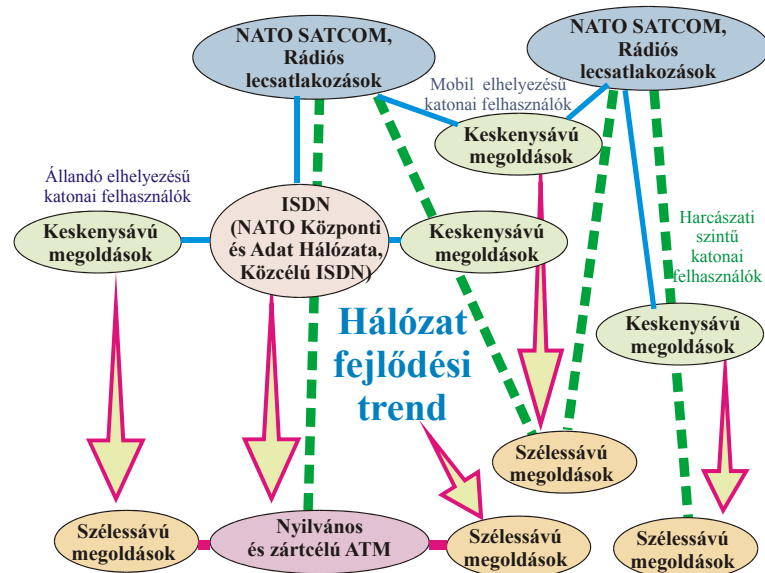 NATO SATCOM,
Rádiós
lecsatlakozások
NATO SATCOM,
Rádiós
lecsatlakozások
Mobil elhelyezésű
katonai felhasználók
Keskenysávú
megoldások
Állandó elhelyezésű
katonai felhasználók
Keskenysávú
megoldások
ISDN
(NATO Központi
és Adat Hálózata,
Közcélú ISDN)
Keskenysávú
megoldások
Harcászati
szintű
katonai
felhasználók
Keskenysávú
megoldások
Hálózat
fejlődési
trend
Szélessávú
megoldások
Szélessávú
megoldások
Nyilvános
és zártcélú ATM
Szélessávú
megoldások
Szélessávú
megoldások